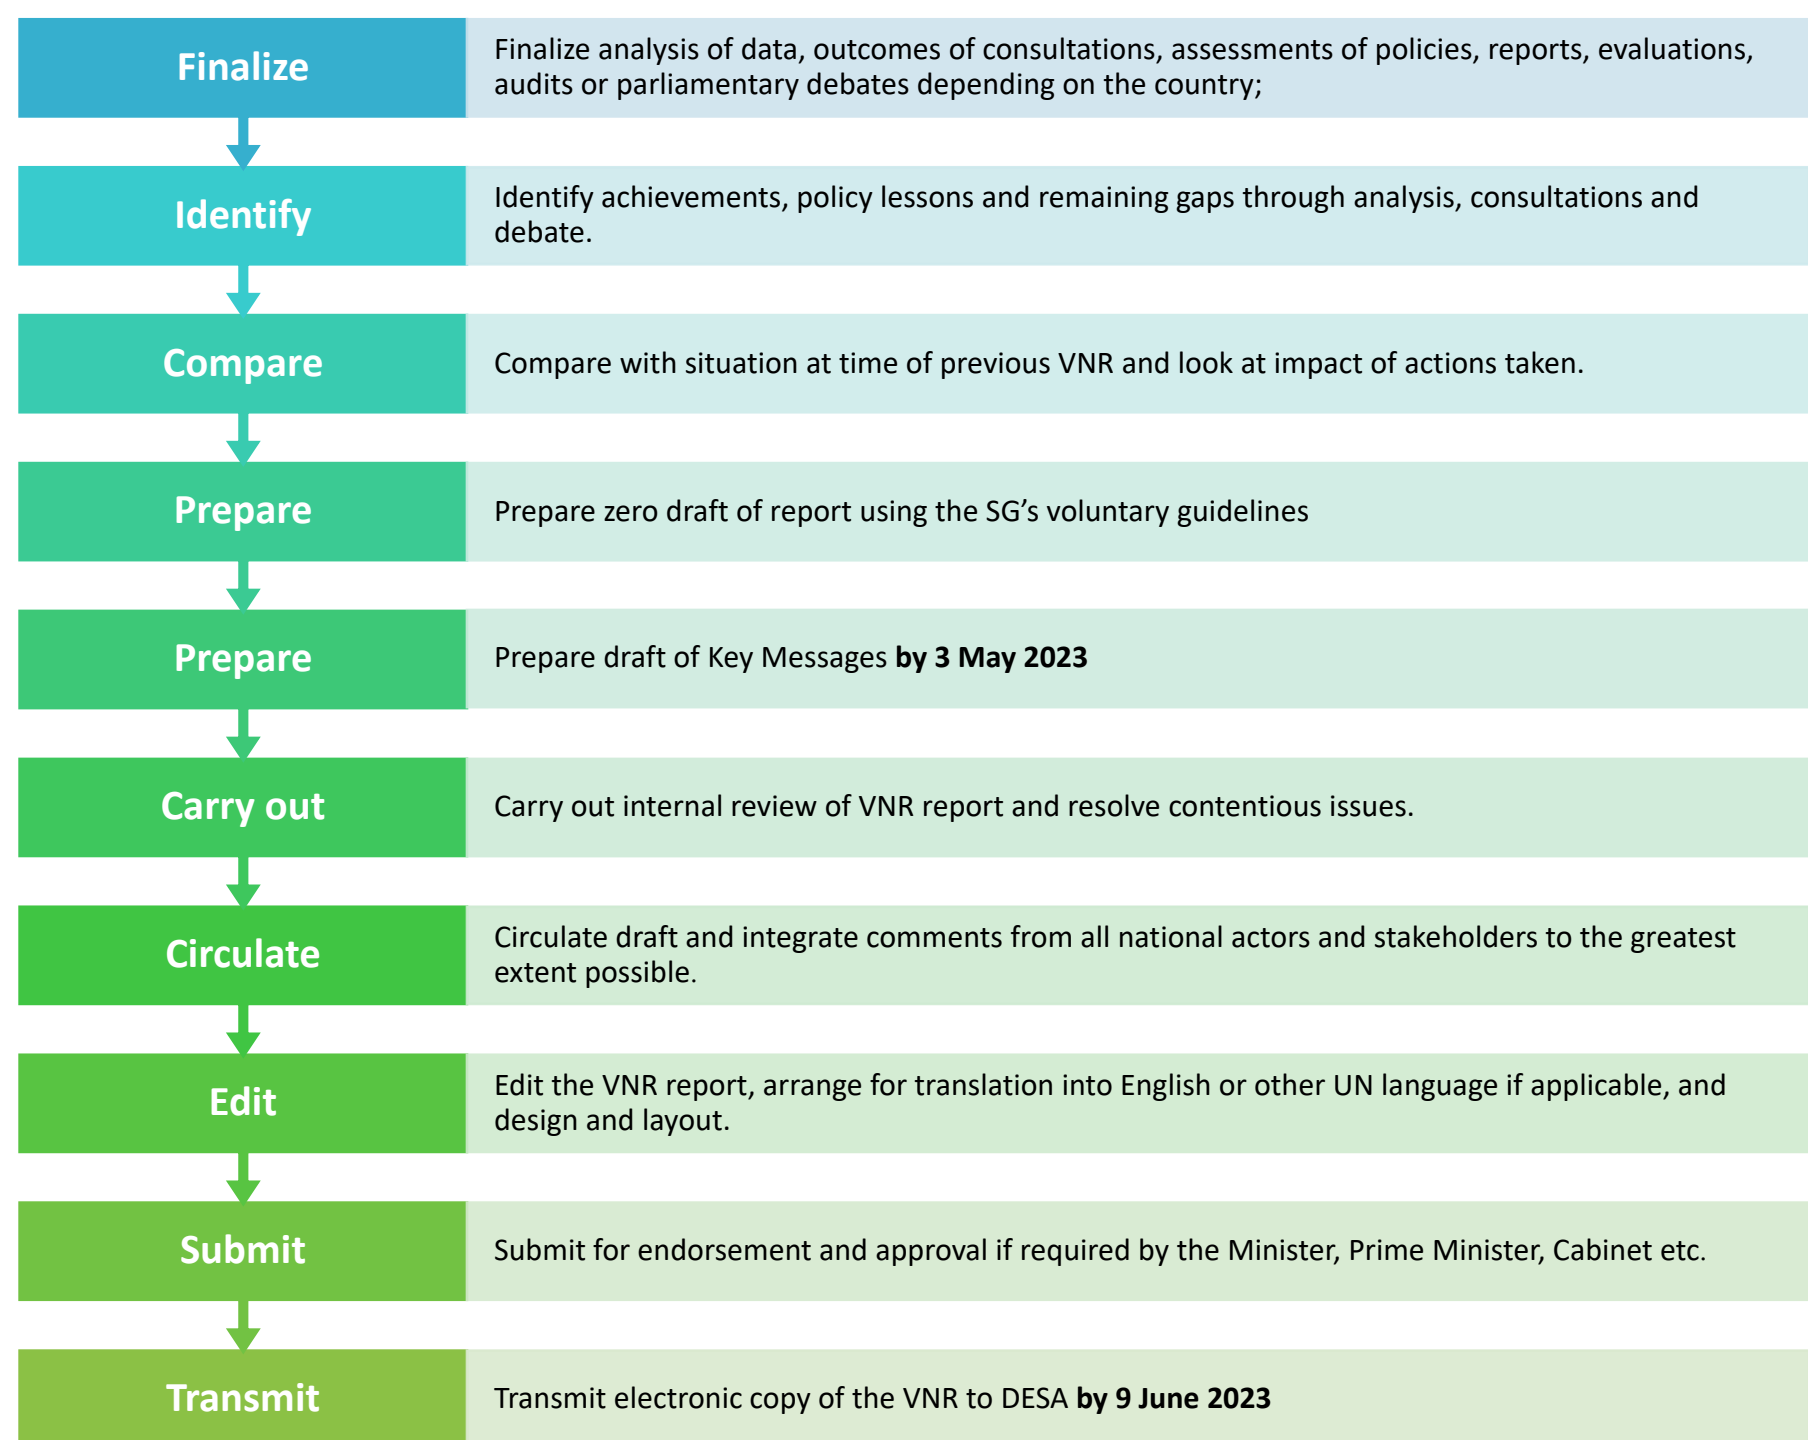 Finalize
Finalize analysis of data, outcomes of consultations, assessments of policies, reports, evaluations,
audits or parliamentary debates depending on the country;
Identify
Identify achievements, policy lessons and remaining gaps through analysis, consultations and
debate.
Compare
Compare with situation at time of previous VNR and look at impact of actions taken.
Prepare
Prepare zero draft of report using the SG’s voluntary guidelines
Prepare
Prepare draft of Key Messages by 3 May 2023
Carry out
Carry out internal review of VNR report and resolve contentious issues.
Circulate
Circulate draft and integrate comments from all national actors and stakeholders to the greatest
extent possible.
Edit
Edit the VNR report, arrange for translation into English or other UN language if applicable, and
design and layout.
Submit
Submit for endorsement and approval if required by the Minister, Prime Minister, Cabinet etc.
Transmit
Transmit electronic copy of the VNR to DESA by 9 June 2023